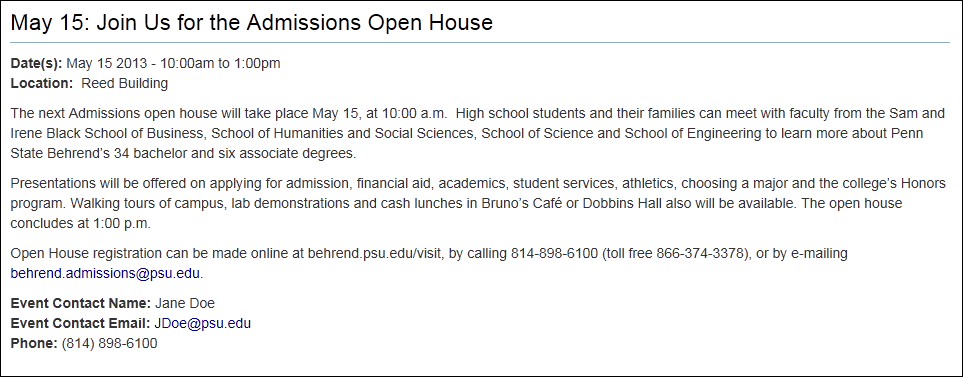 May 15: Join Us for the Admissions Open House
Date(s): May 15 2013 - 10:00am to 1:00pm
Location:  Reed Building
The next Admissions open house will take place May 15, at 10:00 a.m.  High school students and their families can meet with faculty from the Sam and
Irene Black School of Business, School of Humanities and Social Sciences, School of Science and School of Engineering to learn more about Penn
State Behrend's 34 bachelor and six associate degrees.
Presentations will be offered on applying for admission, financial aid, academics, student services, athletics, choosing a major and the college's Honors
program. Walking tours of campus, lab demonstrations and cash lunches in Bruno's Café or Dobbins Hall also will be available. The open house
concludes at 1:00 p.m.
Open House registration can be made online at behrend.psu.edu/visit, by calling 814-898-6100 (toll free 866-374-3378), or by e-mailing
behrend.admissions@psu.edu.
Event Contact Name: Jane Doe
Event Contact Email: JDoe@psu.edu
Phone: (814) 898-6100